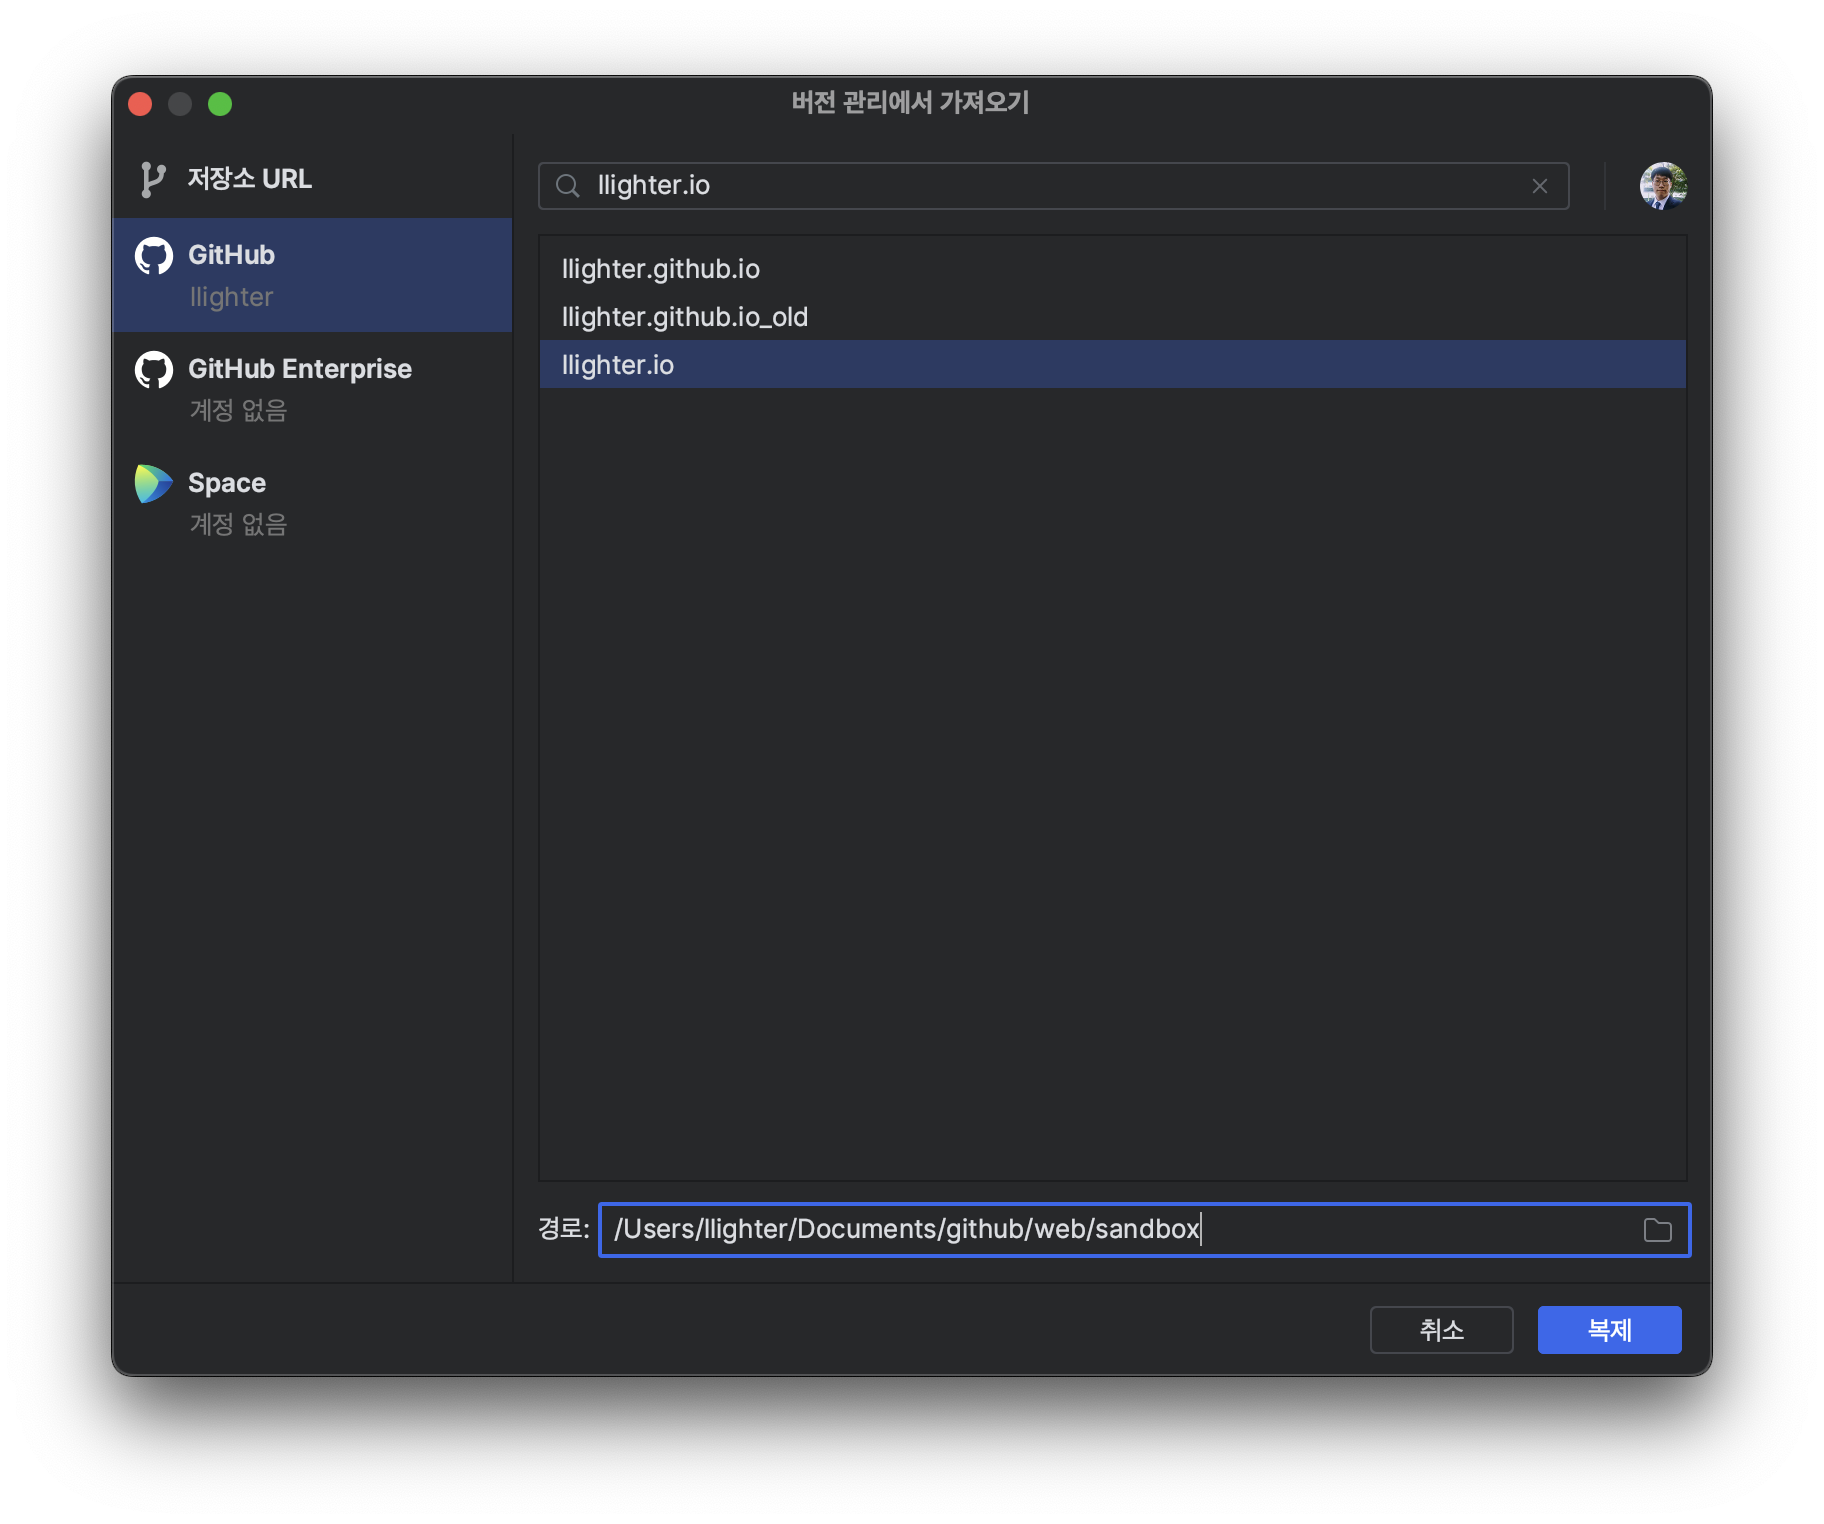 버전 관리에서 가져오기
저장소 URL
GitHub
llighter
GitHub Enterprise
계정 없음
Space
계정 없음
llighter.io
llighter.github.io
llighter.github.io_old
llighter.io
경로: /Users/llighter/Documents/github/web/sandbox
취소
복제